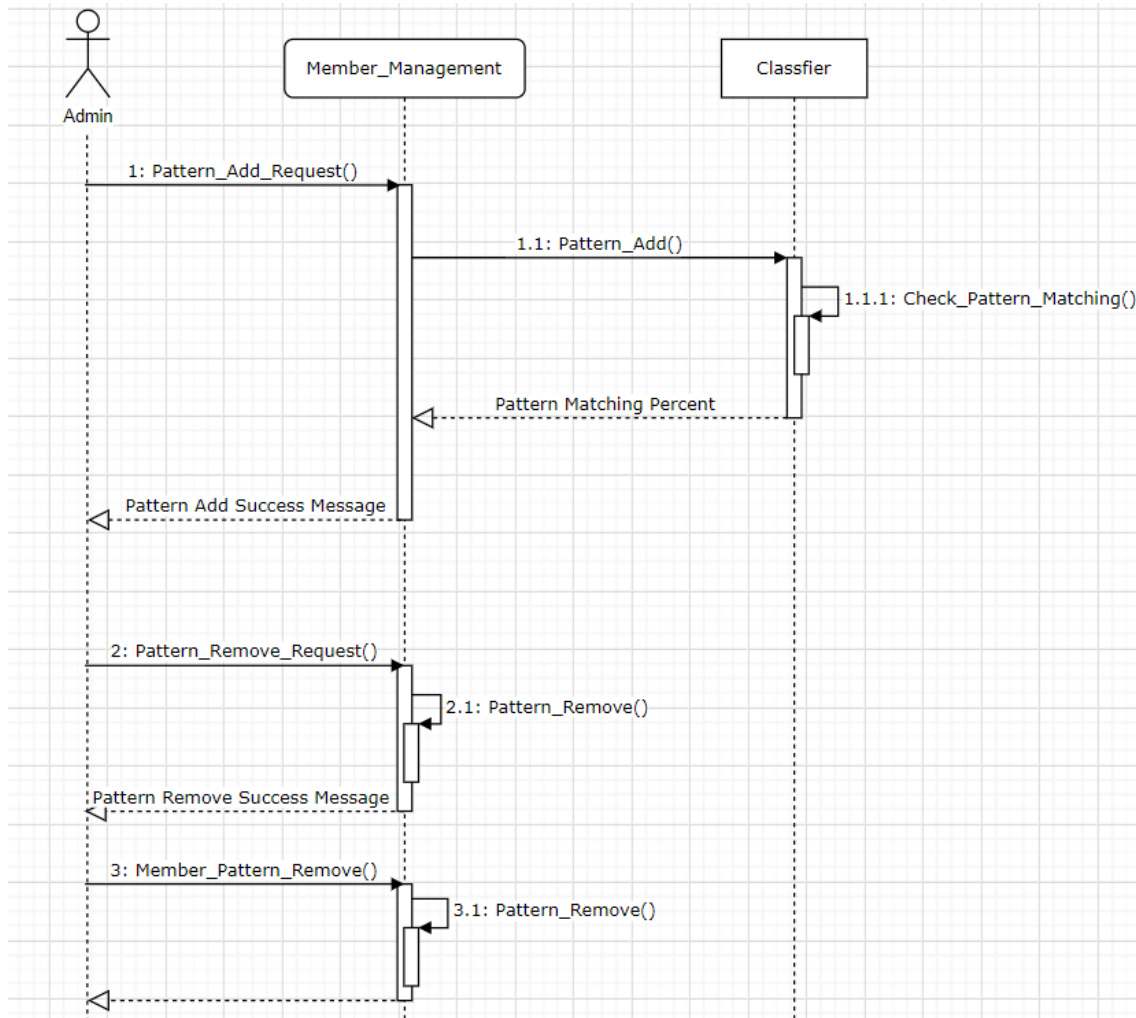 Member_Management
Classfier
Admin
1: Pattern_Add_Request()
1.1: Pattern_Add()
1.1.1: Check_Pattern_Matching()
Pattern Matching Percent
Pattern Add Success Message
2: Pattern_Remove_Request()
2.1: Pattern_Remove()
Pattern Remove Success Message
3: Member_Pattern_Remove()
3.1: Pattern_Remove()